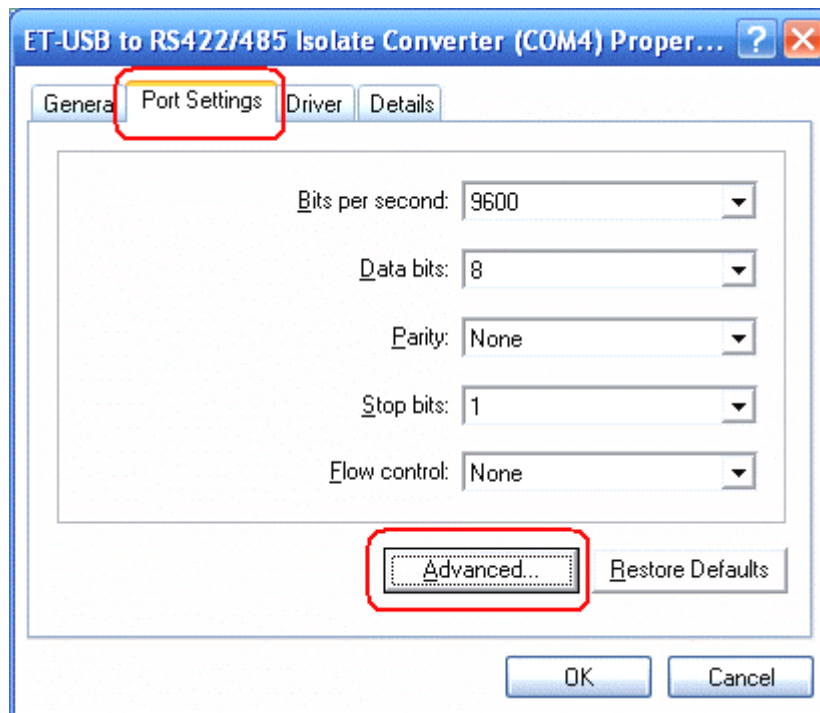 ET-USB to RS422/485 Isolate Converter (COM4) Proper...
Genera Port Settings Driver Details
Bits per second: 9600
Data bits: 8
Parity: None
Stop bits: 1
Flow control: None
Advanced... Restore Defaults
OK Cancel